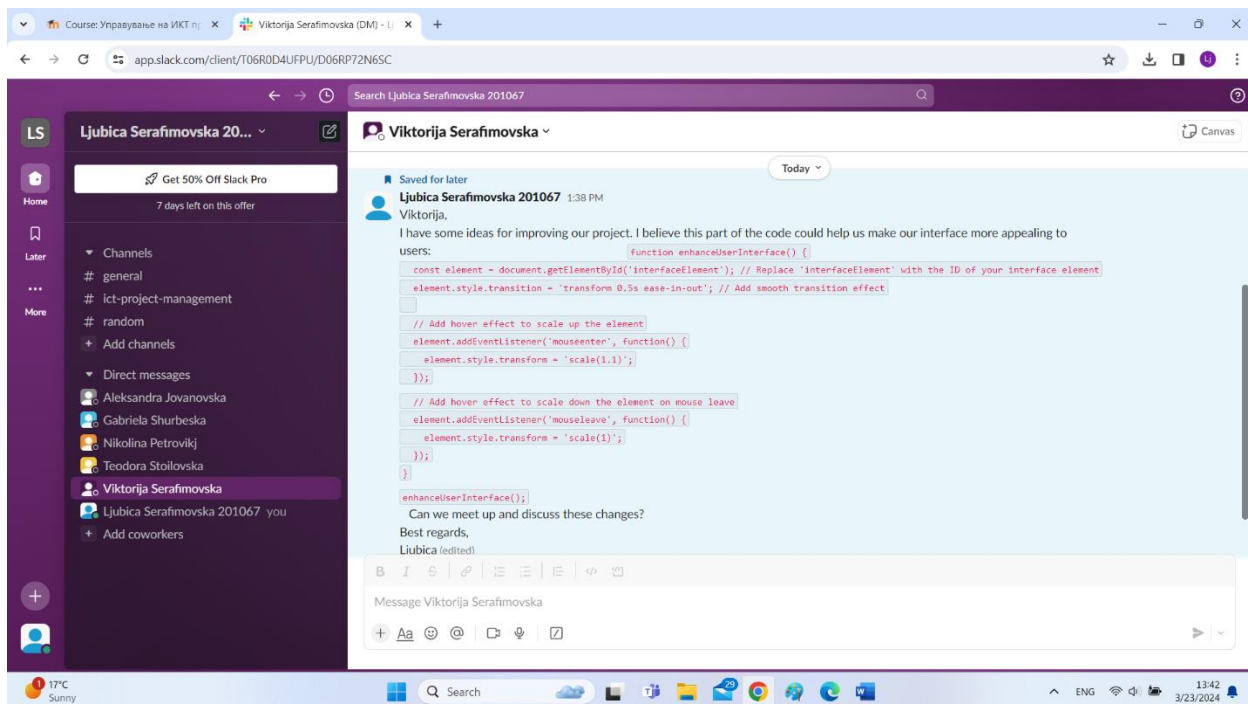 Course: Управување на ИКТ пр
Viktorija Serafimovska (DM) - Lj
app.slack.com/client/T06R0D4UFPU/D06RP72N6SC
Lj
Search Ljubica Serafimovska 201067
LS
Ljubica Serafimovska 20...
Viktorija Serafimovska
Canvas
Get 50% Off Slack Pro
7 days left on this offer
Home
Later
More
Channels
# general
# ict-project-management
# random
+ Add channels
Direct messages
Aleksandra Jovanovska
Gabriela Shurbeska
Nikolina Petrovikj
Teodora Stoilovska
Viktorija Serafimovska
Ljubica Serafimovska 201067 you
+ Add coworkers
Today
Saved for later
Ljubica Serafimovska 201067 1:38 PM
Viktorija,
I have some ideas for improving our project. I believe this part of the code could help us make our interface more appealing to
users: function enhanceUserInterface() {
const element = document.getElementById('interfaceElement'); // Replace 'interfaceElement' with the ID of your interface element
element.style.transition = 'transform 0.5s ease-in-out'; // Add smooth transition effect
// Add hover effect to scale up the element
element.addEventListener('mouseenter', function() {
element.style.transform = 'scale(1.1)';
});
// Add hover effect to scale down the element on mouse leave
element.addEventListener('mouseleave', function() {
element.style.transform = 'scale(1)';
});
}
enhanceUserInterface();
Can we meet up and discuss these changes?
Best regards,
Ljubica (edited)
B I S
Message Viktorija Serafimovska
+ Aa @
1
17°C
Sunny
Search
29
ENG
13:42
3/23/2024